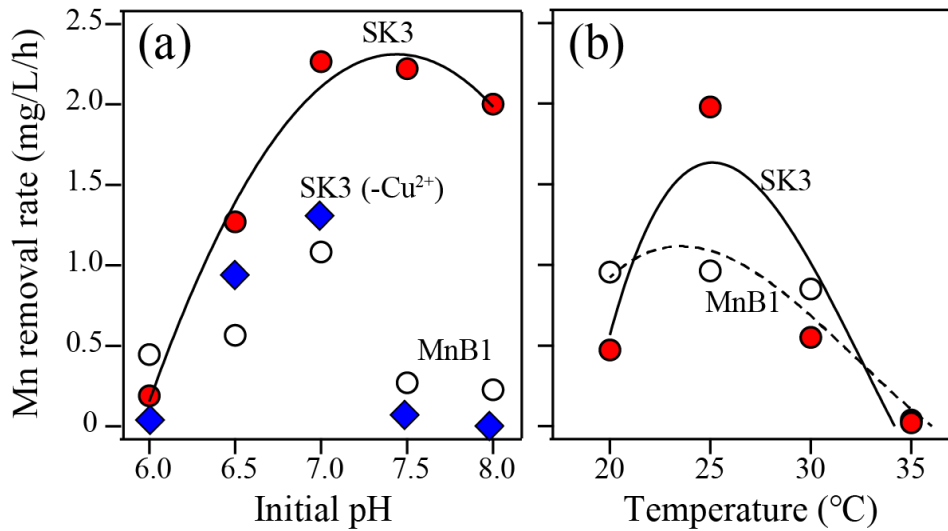 (a)
SK3
SK3 (-Cu²⁺)
MnB1
2.5
2.0
1.5
1.0
0.5
0
Mn removal rate (mg/L/h)
6.0 6.5 7.0 7.5 8.0
Initial pH
(b)
SK3
MnB1
20 25 30 35
Temperature (℃)